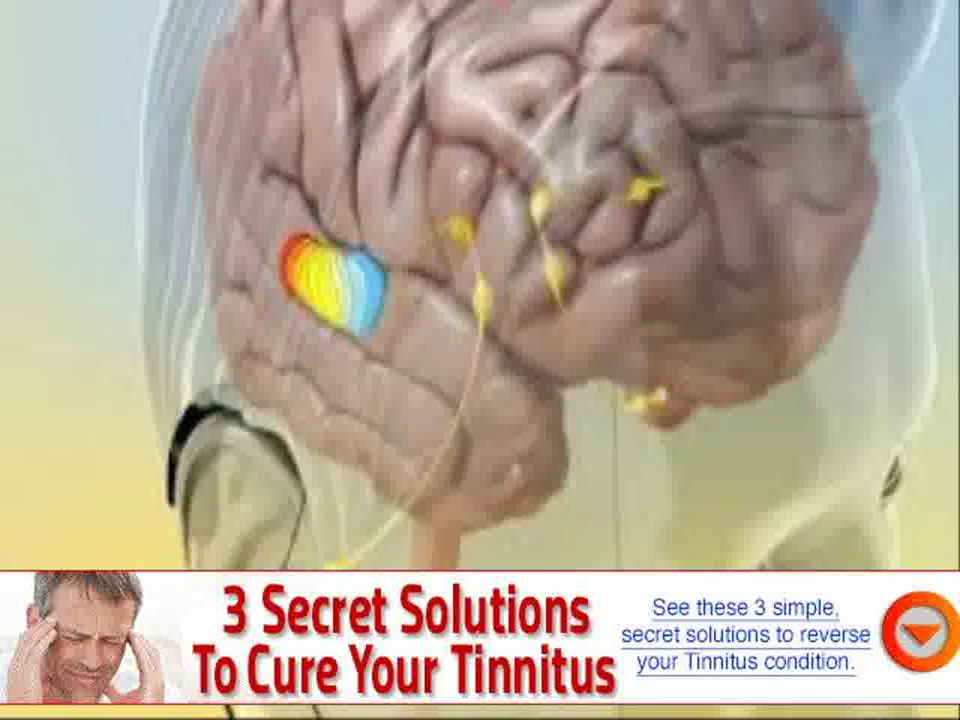 3 Secret Solutions
To Cure Your Tinnitus
See these 3 simple,
secret solutions to reverse
your Tinnitus condition.